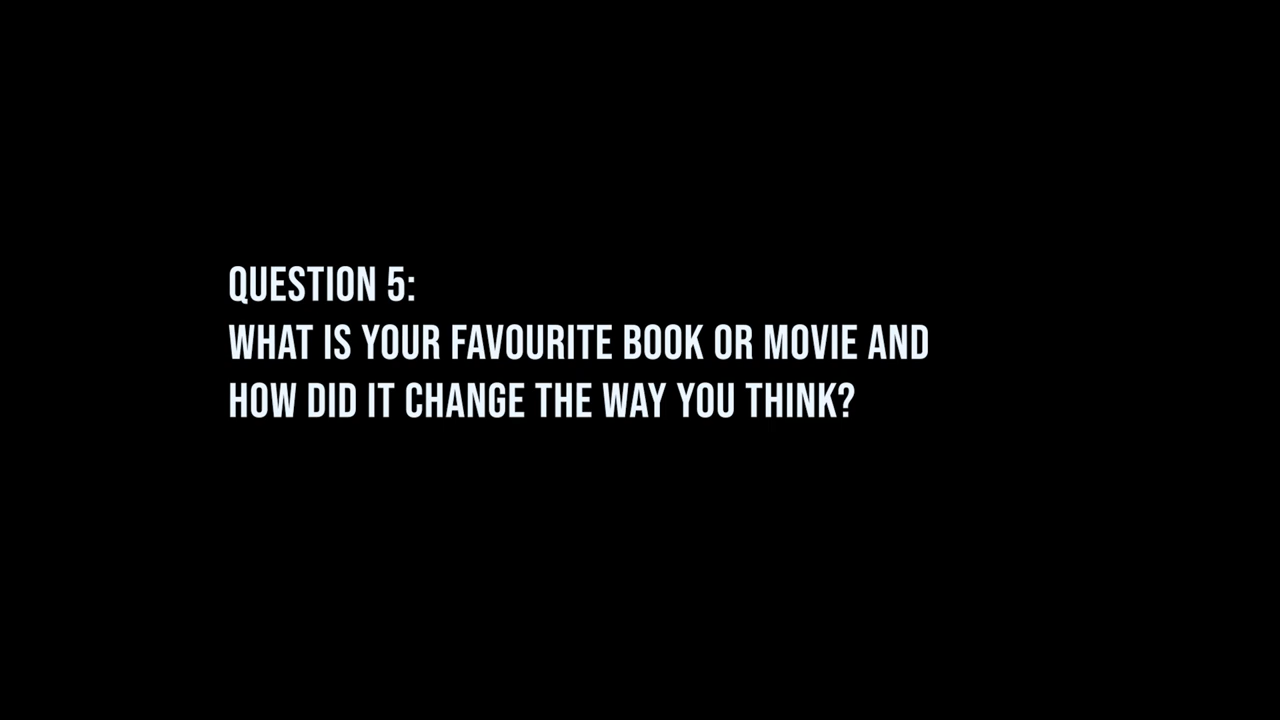 QUESTION 5:
WHAT IS YOUR FAVOURITE BOOK OR MOVIE AND
HOW DID IT CHANGE THE WAY YOU THINK?